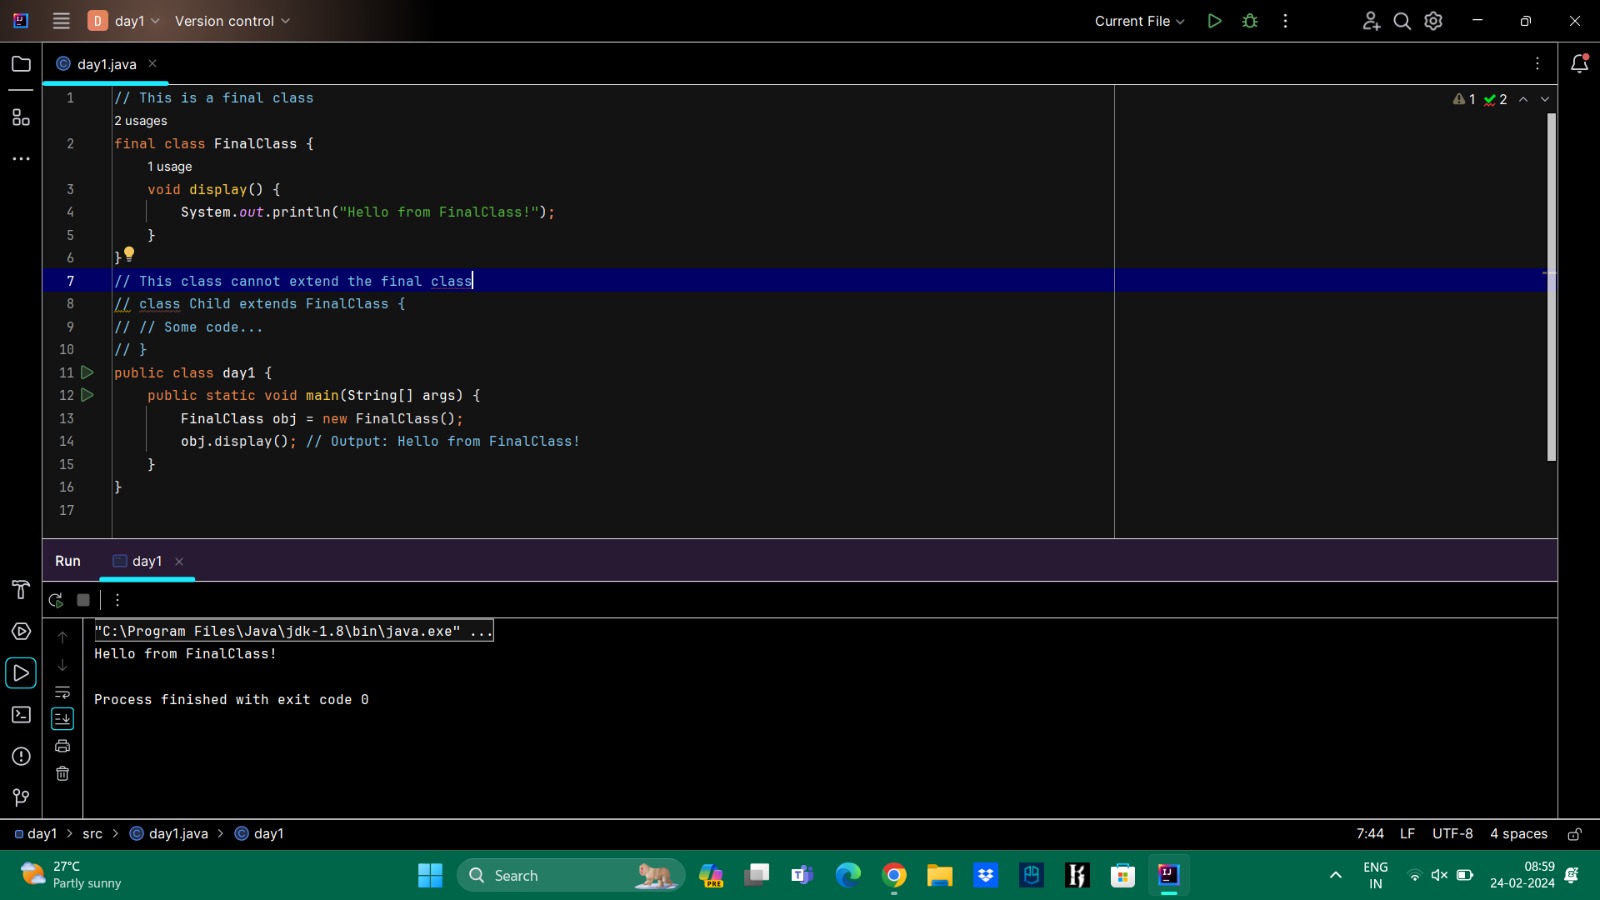 D day1 Version control Current File
day1.java
1 // This is a final class
2 usages
2 final class FinalClass {
1 usage
3 void display() {
4 System.out.println("Hello from FinalClass!");
5 }
6 }
7 // This class cannot extend the final class
8 // class Child extends FinalClass {
9 // // Some code...
10 // }
11 public class day1 {
12 public static void main(String[] args) {
13 FinalClass obj = new FinalClass();
14 obj.display(); // Output: Hello from FinalClass!
15 }
16 }
17
1 2
Run day1
"C:\Program Files\Java\jdk-1.8\bin\java.exe" ...
Hello from FinalClass!
Process finished with exit code 0
day1 > src > day1.java > day1 7:44 LF UTF-8 4 spaces
27°C
Partly sunny
Search
PRE
ENG
IN
08:59
24-02-2024